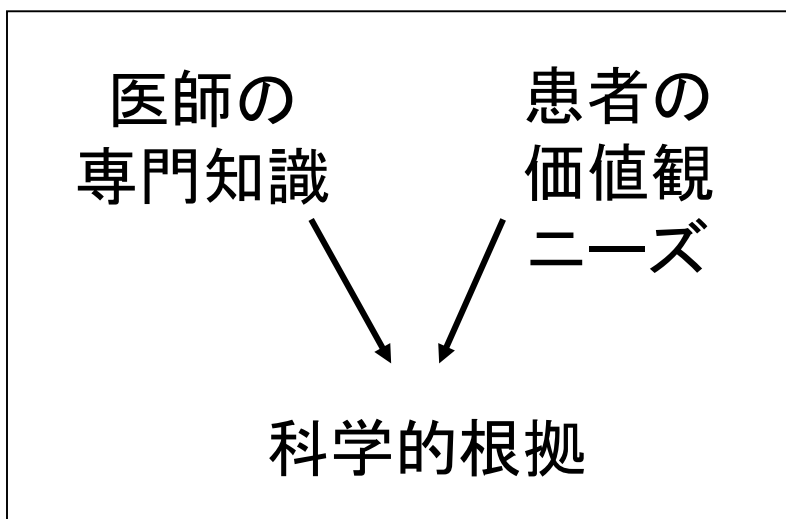 医師の
専門知識
患者の
価値観
ニーズ
科学的根拠